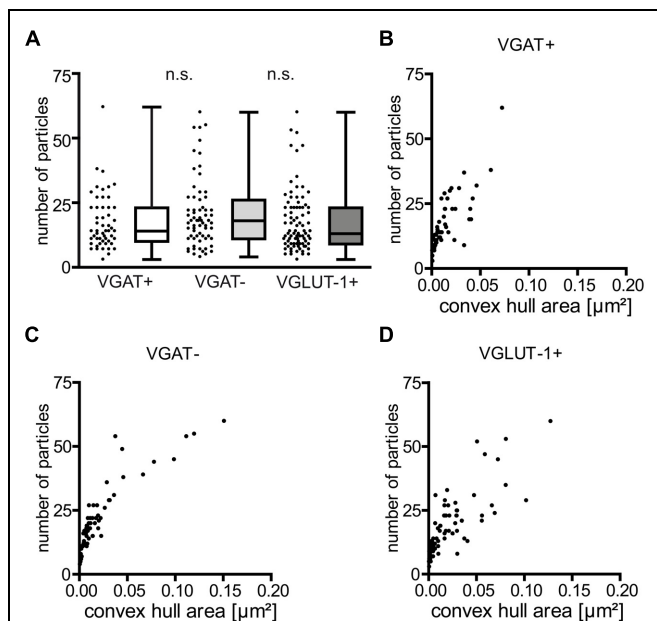 A
n.s. n.s.
75
50
25
0
number of particles
VGAT+ VGAT- VGLUT-1+
B
VGAT+
75
50
25
0
number of particles
0.00 0.05 0.10 0.15 0.20
convex hull area [µm²]
C
VGAT-
75
50
25
0
number of particles
0.00 0.05 0.10 0.15 0.20
convex hull area [µm²]
D
VGLUT-1+
75
50
25
0
number of particles
0.00 0.05 0.10 0.15 0.20
convex hull area [µm²]